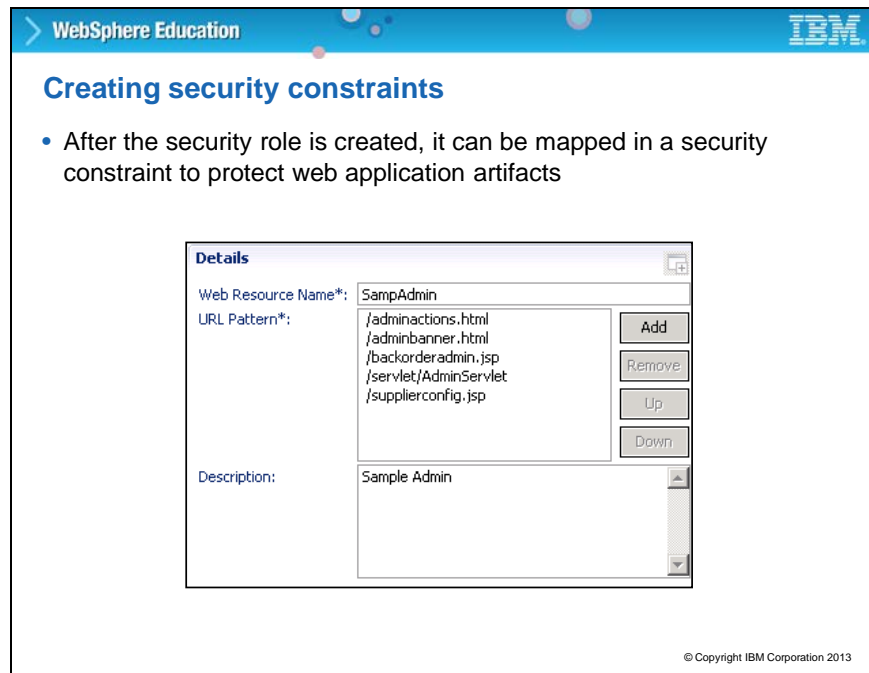 WebSphere Education
IBM.
Creating security constraints
• After the security role is created, it can be mapped in a security
constraint to protect web application artifacts
Details
Web Resource Name*: SampAdmin
URL Pattern*:
/adminactions.html
/adminbanner.html
/backorderadmin.jsp
/servlet/AdminServlet
/supplierconfig.jsp
Add
Remove
Up
Down
Description: Sample Admin
© Copyright IBM Corporation 2013